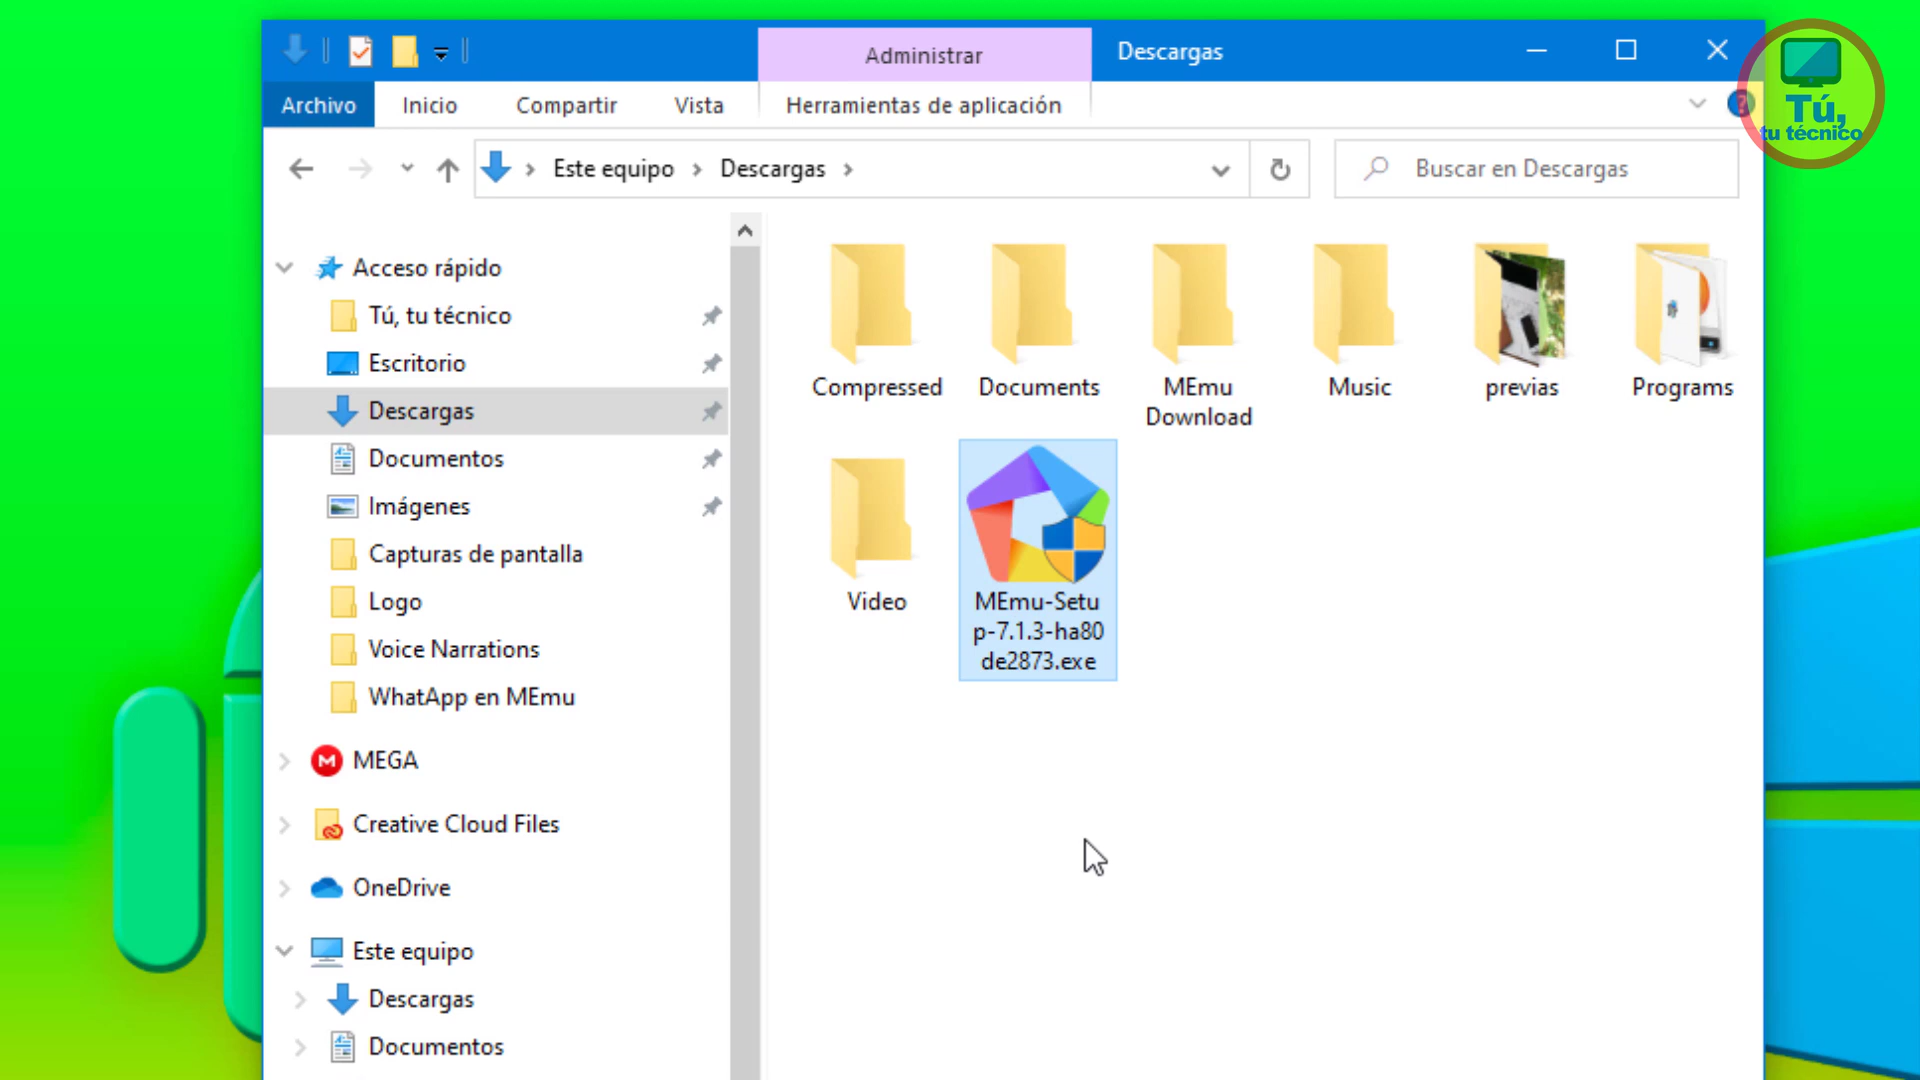 Administrar
Descargas
Tú,
tu técnico
Archivo
Inicio
Compartir
Vista
Herramientas de aplicación
?
Este equipo
Descargas
Buscar en Descargas
Acceso rápido
Tú, tu técnico
Escritorio
Descargas
Documentos
Imágenes
Capturas de pantalla
Logo
Voice Narrations
WhatApp en MEmu
M MEGA
Creative Cloud Files
OneDrive
Este equipo
Descargas
Documentos
Compressed
Documents
MEmu
Download
Music
previas
Programs
Video
MEmu-Setu
p-7.1.3-ha80
de2873.exe